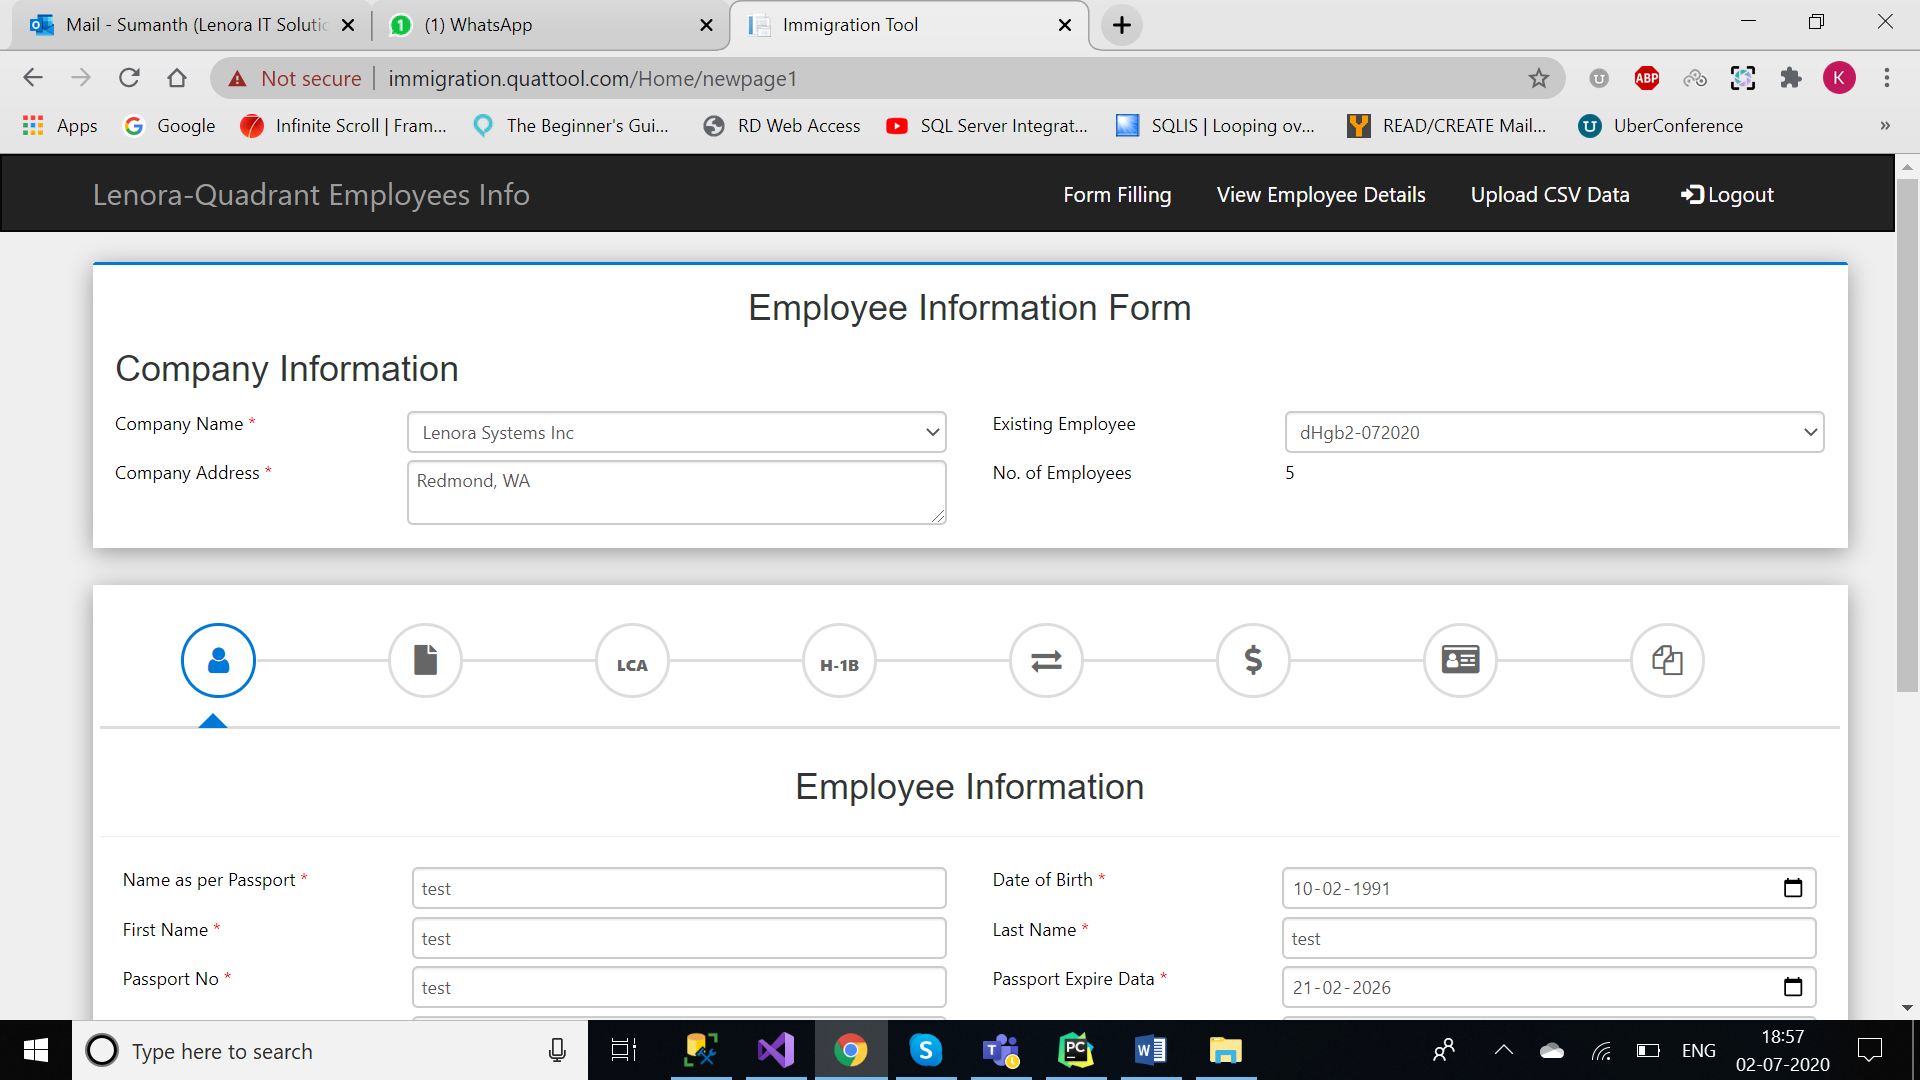 Mail - Sumanth (Lenora IT Solutic
(1) WhatsApp
Immigration Tool
Not secure immigration.quattool.com/Home/newpage1
ABP
K
Apps
Google
Infinite Scroll | Fram...
The Beginner's Gui...
RD Web Access
SQL Server Integrat...
SQLIS | Looping ov...
READ/CREATE Mail...
UberConference
»
Lenora-Quadrant Employees Info
Form Filling
View Employee Details
Upload CSV Data
Logout
Employee Information Form
Company Information
Company Name *
Lenora Systems Inc
Existing Employee
dHgb2-072020
Company Address *
Redmond, WA
No. of Employees
5
LCA
H-1B
$
Employee Information
Name as per Passport *
test
Date of Birth *
10-02-1991
First Name *
test
Last Name *
test
Passport No *
test
Passport Expire Data *
21-02-2026
Type here to search
ENG
18:57
02-07-2020